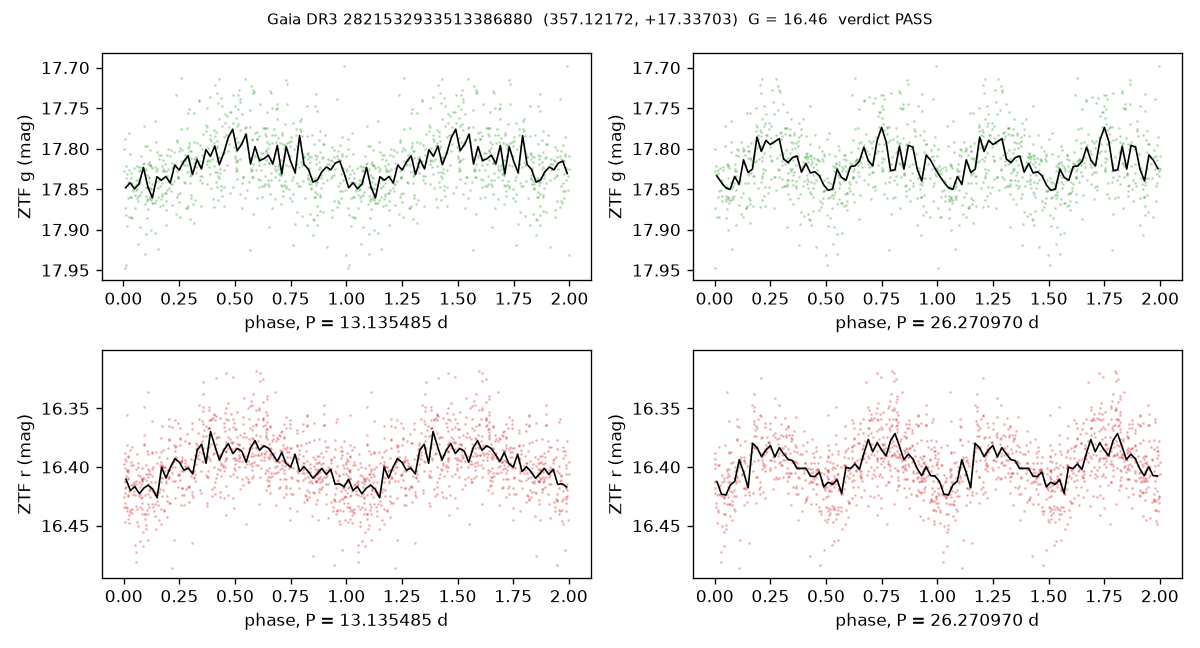 Gaia DR3 2821532933513386880 (357.12172, +17.33703) G = 16.46 verdict PASS
ZTF g (mag)
17.70
17.75
17.80
17.85
17.90
17.95
0.00 0.25 0.50 0.75 1.00 1.25 1.50 1.75 2.00
phase, P = 13.135485 d
ZTF g (mag)
17.70
17.75
17.80
17.85
17.90
17.95
0.00 0.25 0.50 0.75 1.00 1.25 1.50 1.75 2.00
phase, P = 26.270970 d
ZTF r (mag)
16.35
16.40
16.45
0.00 0.25 0.50 0.75 1.00 1.25 1.50 1.75 2.00
phase, P = 13.135485 d
ZTF r (mag)
16.35
16.40
16.45
0.00 0.25 0.50 0.75 1.00 1.25 1.50 1.75 2.00
phase, P = 26.270970 d